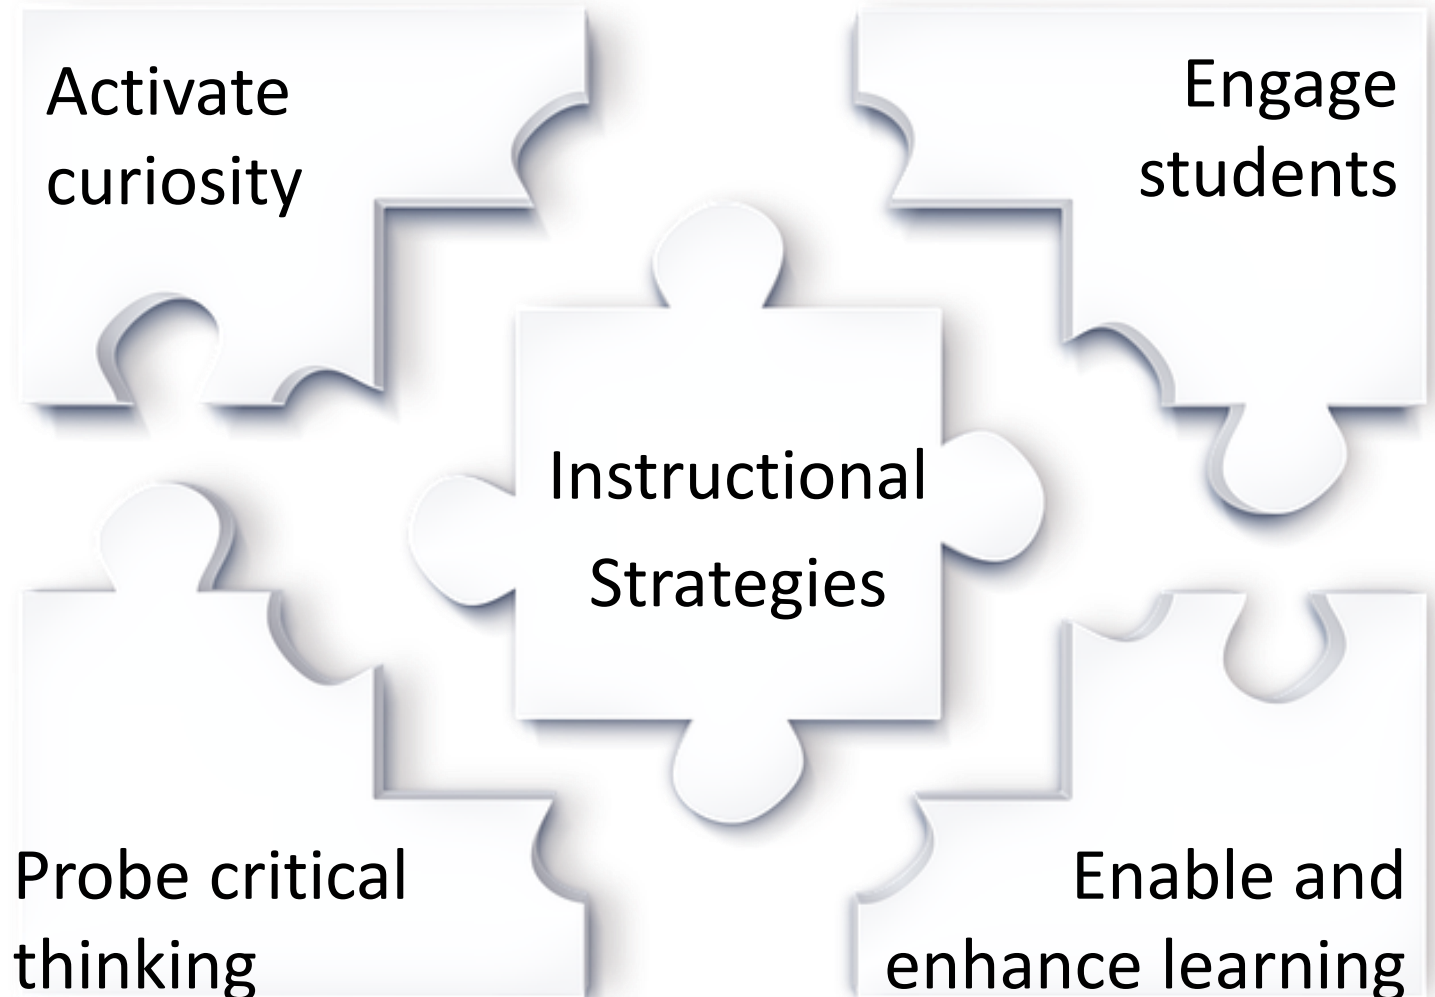 Activate
curiosity
Engage
students
Instructional
Strategies
Probe critical
thinking
Enable and
enhance learning